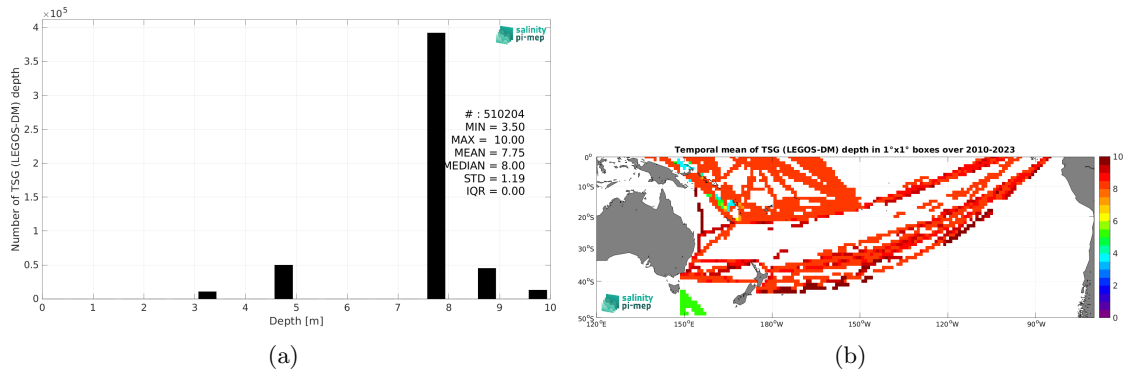 ×10⁵
4
3.5
3
2.5
2
1.5
1
0.5
0
Number of TSG (LEGOS-DM) depth
salinity
pi-mep
# : 510204
MIN = 3.50
MAX = 10.00
MEAN = 7.75
MEDIAN = 8.00
STD = 1.19
IQR = 0.00
0 1 2 3 4 5 6 7 8 9 10
Depth [m]
(a)
Temporal mean of TSG (LEGOS-DM) depth in 1°x1° boxes over 2010-2023
0°
10°S
20°S
30°S
40°S
50°S
salinity
pi-mep
120°W 150°W 180°W 150°W 120°W 90°W
10
8
6
4
2
0
(b)